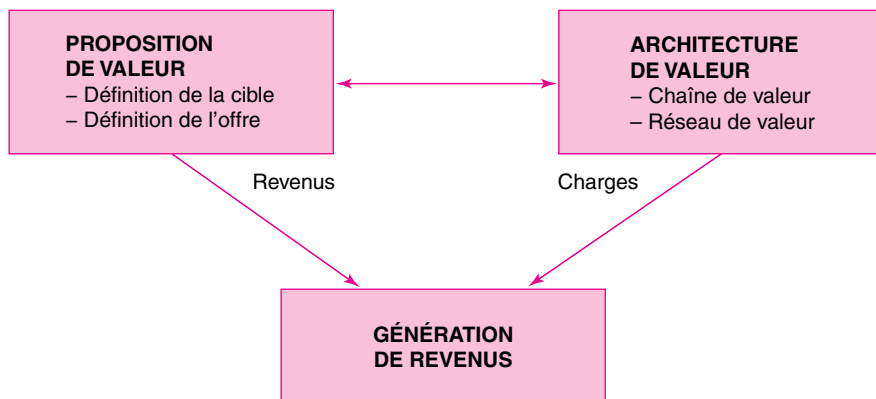 PROPOSITION
DE VALEUR
– Définition de la cible
– Définition de l'offre
ARCHITECTURE
DE VALEUR
– Chaîne de valeur
– Réseau de valeur
Revenus
Charges
GÉNÉRATION
DE REVENUS